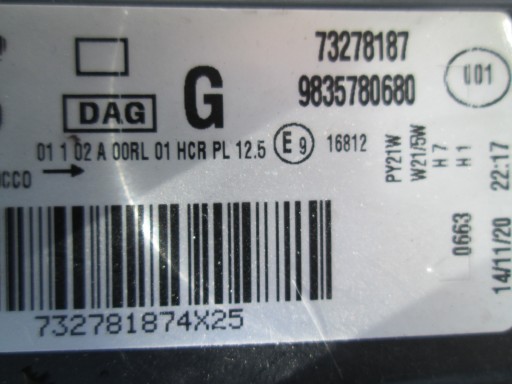 73278187
9835780680
U01
DAG
G
01 1 02 A 00RL 01 HCR PL 12.5 E9 16812
PY21W
W21/5W
H7
H1
0663
14/11/20 22:17
732781874X25